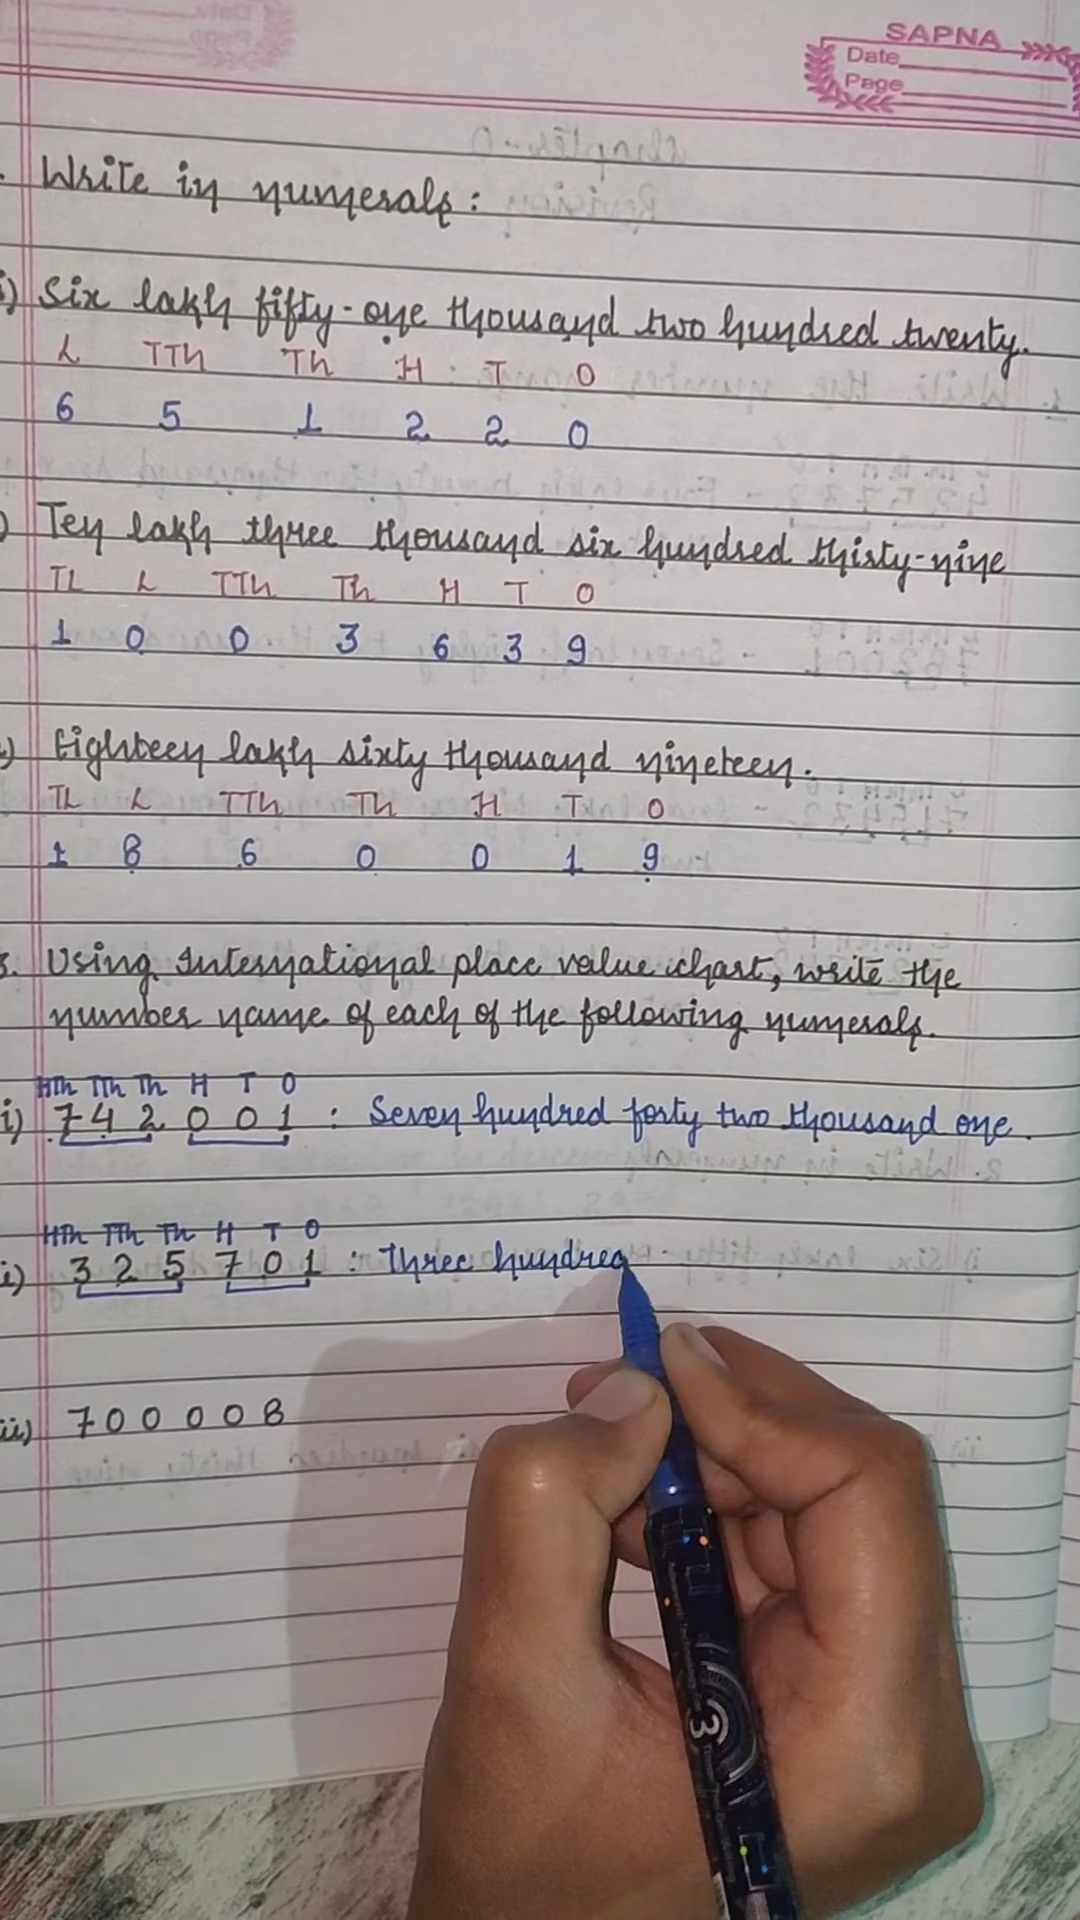 SAPNA
Date
Page
Write in numerals:
i) Six lakh fifty-one thousand two hundred twenty.
L TTh Th H T O
6 5 1 2 2 0
) Ten lakh three thousand six hundred thirty-nine
TL L TTh Th H T O
1 0 0 3 6 3 9
) Eighteen lakh sixty thousand nineteen.
TL L TTh Th H T O
1 8 6 0 0 1 9
3. Using International place value chart, write the
number name of each of the following numerals.
HTh TTh Th H T O
i) 742001 : Seven hundred forty two thousand one.
HTh TTh Th H T O
i) 325701 : Three hundred
ii) 700008
3